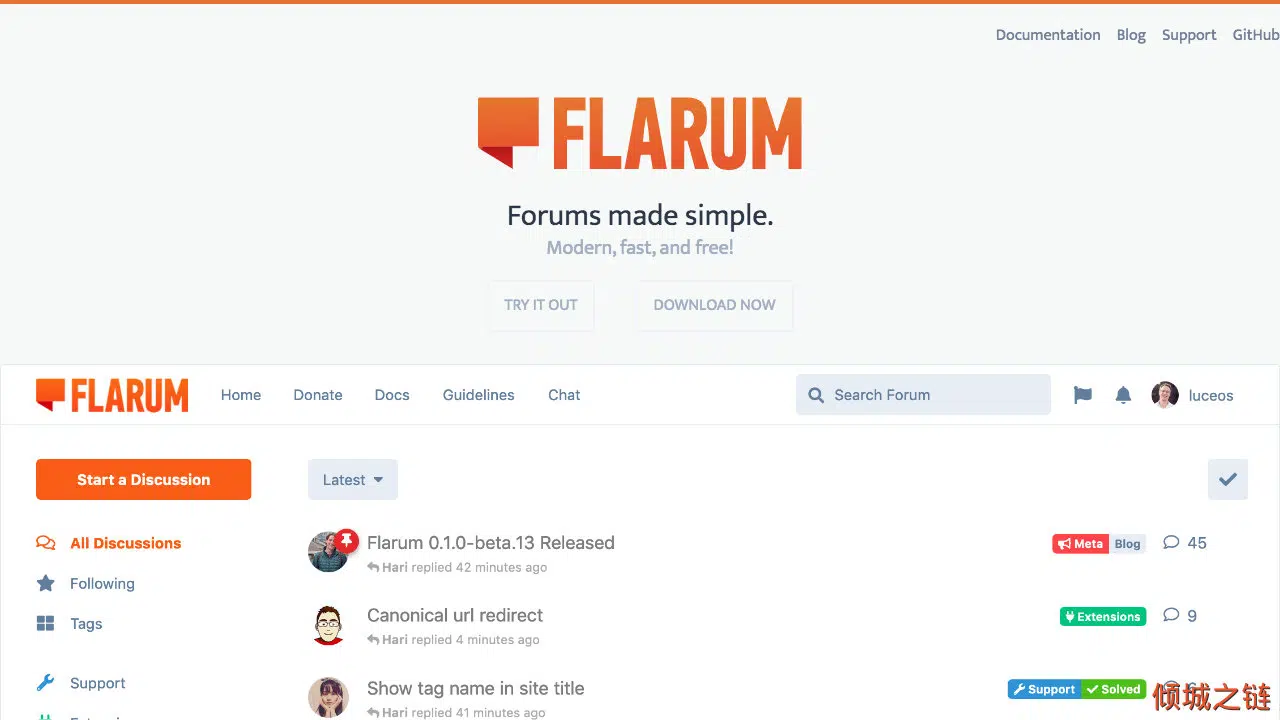 Documentation Blog Support GitHub
FLARUM
Forums made simple.
Modern, fast, and free!
TRY IT OUT DOWNLOAD NOW
FLARUM Home Donate Docs Guidelines Chat Search Forum luceos
Start a Discussion Latest
All Discussions
Flarum 0.1.0-beta.13 Released Meta Blog 45
Hari replied 42 minutes ago
Following
Canonical url redirect Extensions 9
Tags
Hari replied 4 minutes ago
Support
Show tag name in site title Support Solved
倾城之链
Hari replied 41 minutes ago